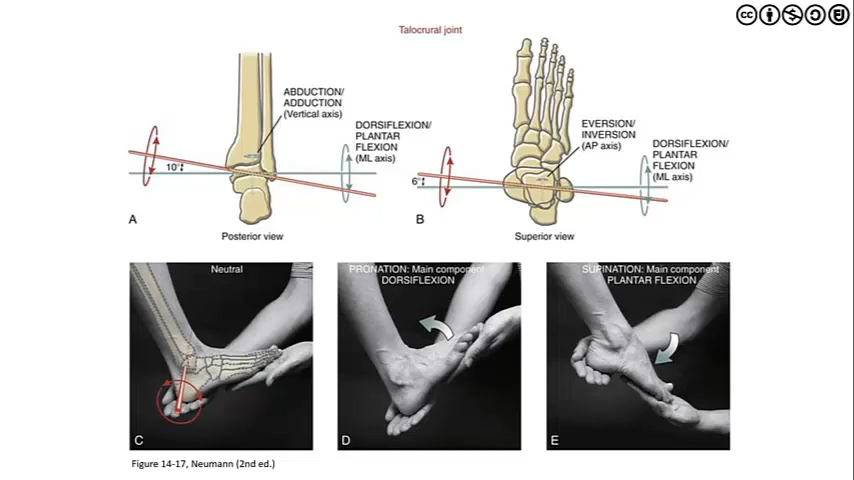 Talocrural joint
ABDUCTION/
ADDUCTION
(Vertical axis)
DORSIFLEXION/
PLANTAR
FLEXION
(ML axis)
10°
A
Posterior view
EVERSION/
INVERSION
(AP axis)
DORSIFLEXION/
PLANTAR
FLEXION
(ML axis)
6°
B
Superior view
Neutral
C
PRONATION: Main component
DORSIFLEXION
D
SUPINATION: Main component
PLANTAR FLEXION
E
Figure 14-17, Neumann (2nd ed.)
cc